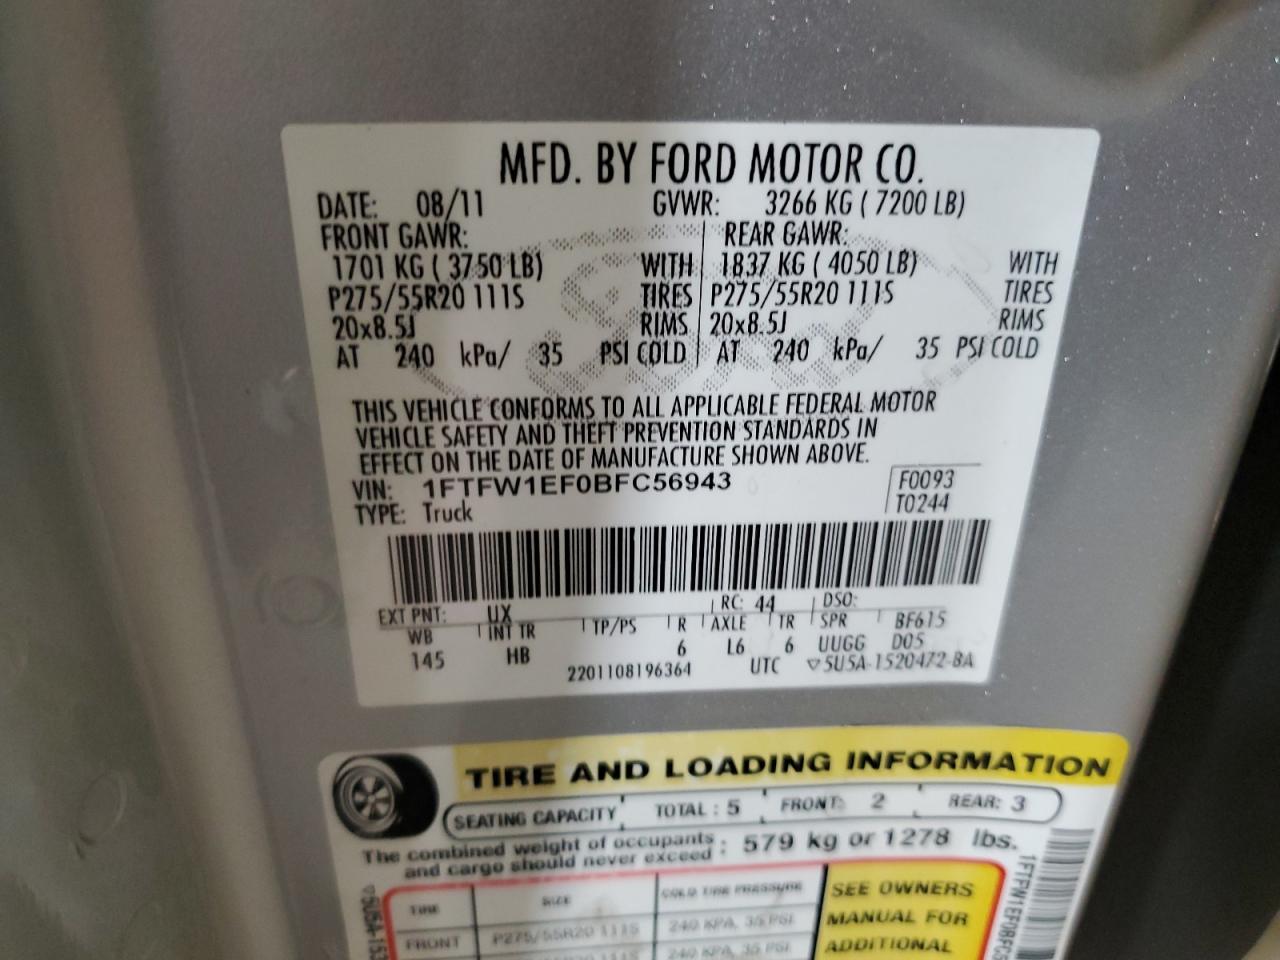 MFD. BY FORD MOTOR CO.
DATE: 08/11 GVWR: 3266 KG ( 7200 LB)
FRONT GAWR: REAR GAWR:
1701 KG ( 3750 LB) WITH 1837 KG ( 4050 LB) WITH
P275/55R20 111S TIRES P275/55R20 111S TIRES
20x8.5J RIMS 20x8.5J RIMS
AT 240 kPa/ 35 PSI COLD AT 240 kPa/ 35 PSI COLD
THIS VEHICLE CONFORMS TO ALL APPLICABLE FEDERAL MOTOR
VEHICLE SAFETY AND THEFT PREVENTION STANDARDS IN
EFFECT ON THE DATE OF MANUFACTURE SHOWN ABOVE.
VIN: 1FTFW1EF0BFC56943 F0093
TYPE: Truck T0244
EXT PNT: UX RC: 44 DSO:
WB INT TR TP/PS R AXLE TR SPR BF615
145 HB 6 L6 6 UUGG D05
2201108196364 UTC ▽5U5A-1520472-BA
TIRE AND LOADING INFORMATION
SEATING CAPACITY TOTAL : 5 FRONT: 2 REAR: 3
The combined weight of occupants
and cargo should never exceed : 579 kg or 1278 lbs.
TIRE SIZE COLD TIRE PRESSURE SEE OWNERS
FRONT P275/55R20 111S 240 KPA, 35 PSI MANUAL FOR
240 KPA, 35 PSI ADDITIONAL